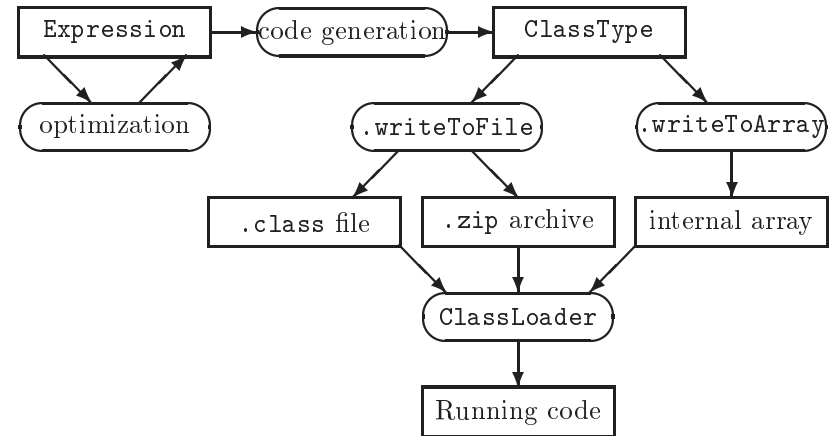 Expression
code generation
ClassType
optimization
.writeToFile
.writeToArray
.class file
.zip archive
internal array
ClassLoader
Running code